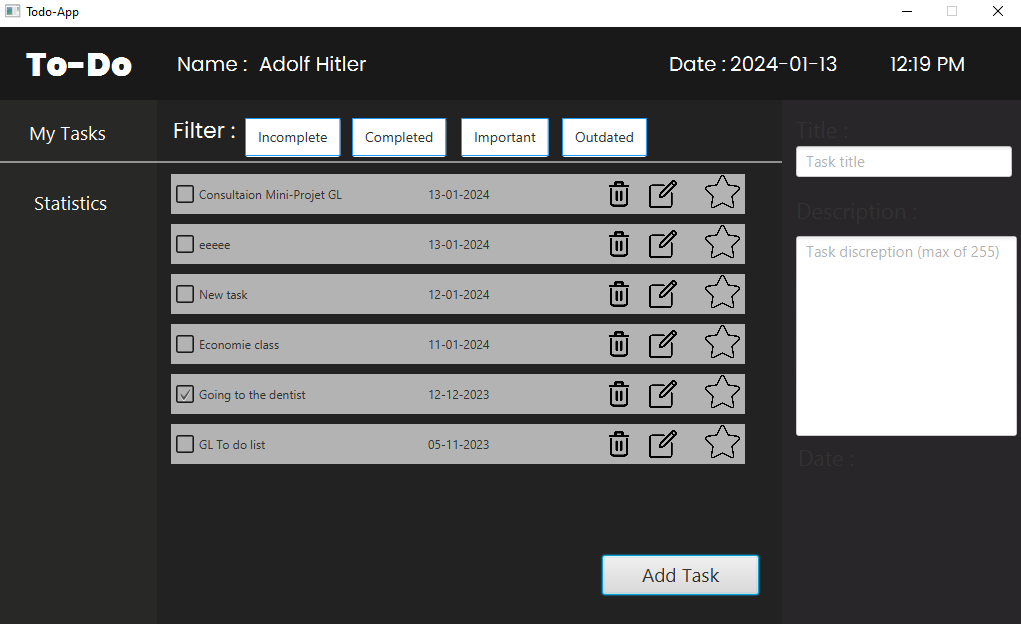 Todo-App
To-Do
Name : Adolf Hitler
Date : 2024-01-13
12:19 PM
My Tasks
Statistics
Filter :
Incomplete
Completed
Important
Outdated
Consultaion Mini-Projet GL 13-01-2024
eeeee 13-01-2024
New task 12-01-2024
Economie class 11-01-2024
Going to the dentist 12-12-2023
GL To do list 05-11-2023
Add Task
Title :
Task title
Description :
Task discreption (max of 255)
Date :